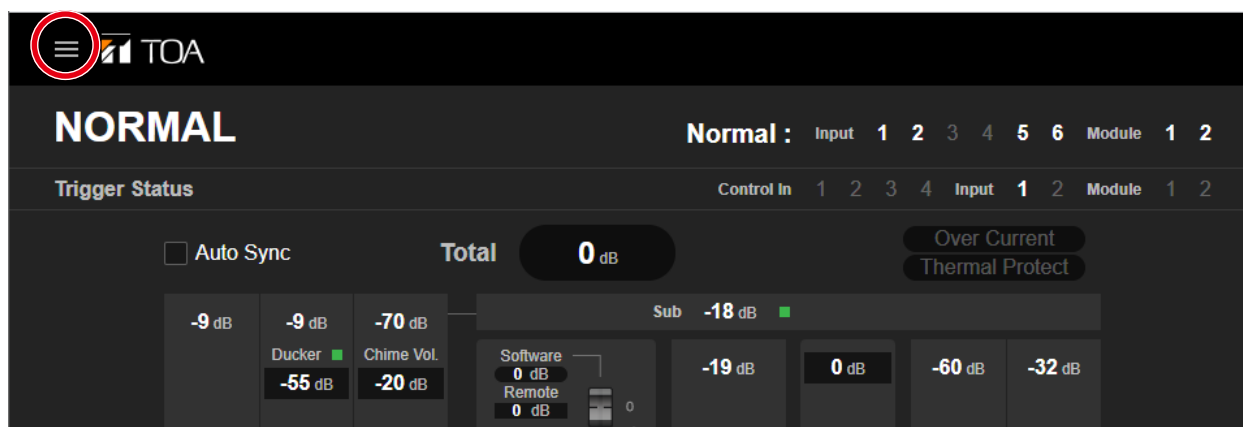 TOA
NORMAL
Normal : Input 1 2 3 4 5 6 Module 1 2
Trigger Status
Control In 1 2 3 4 Input 1 2 Module 1 2
Auto Sync
Total 0 dB
Over Current
Thermal Protect
-9 dB
-9 dB
Ducker
-55 dB
-70 dB
Chime Vol.
-20 dB
Sub -18 dB
Software
0 dB
Remote
0 dB
0
-19 dB
0 dB
-60 dB
-32 dB